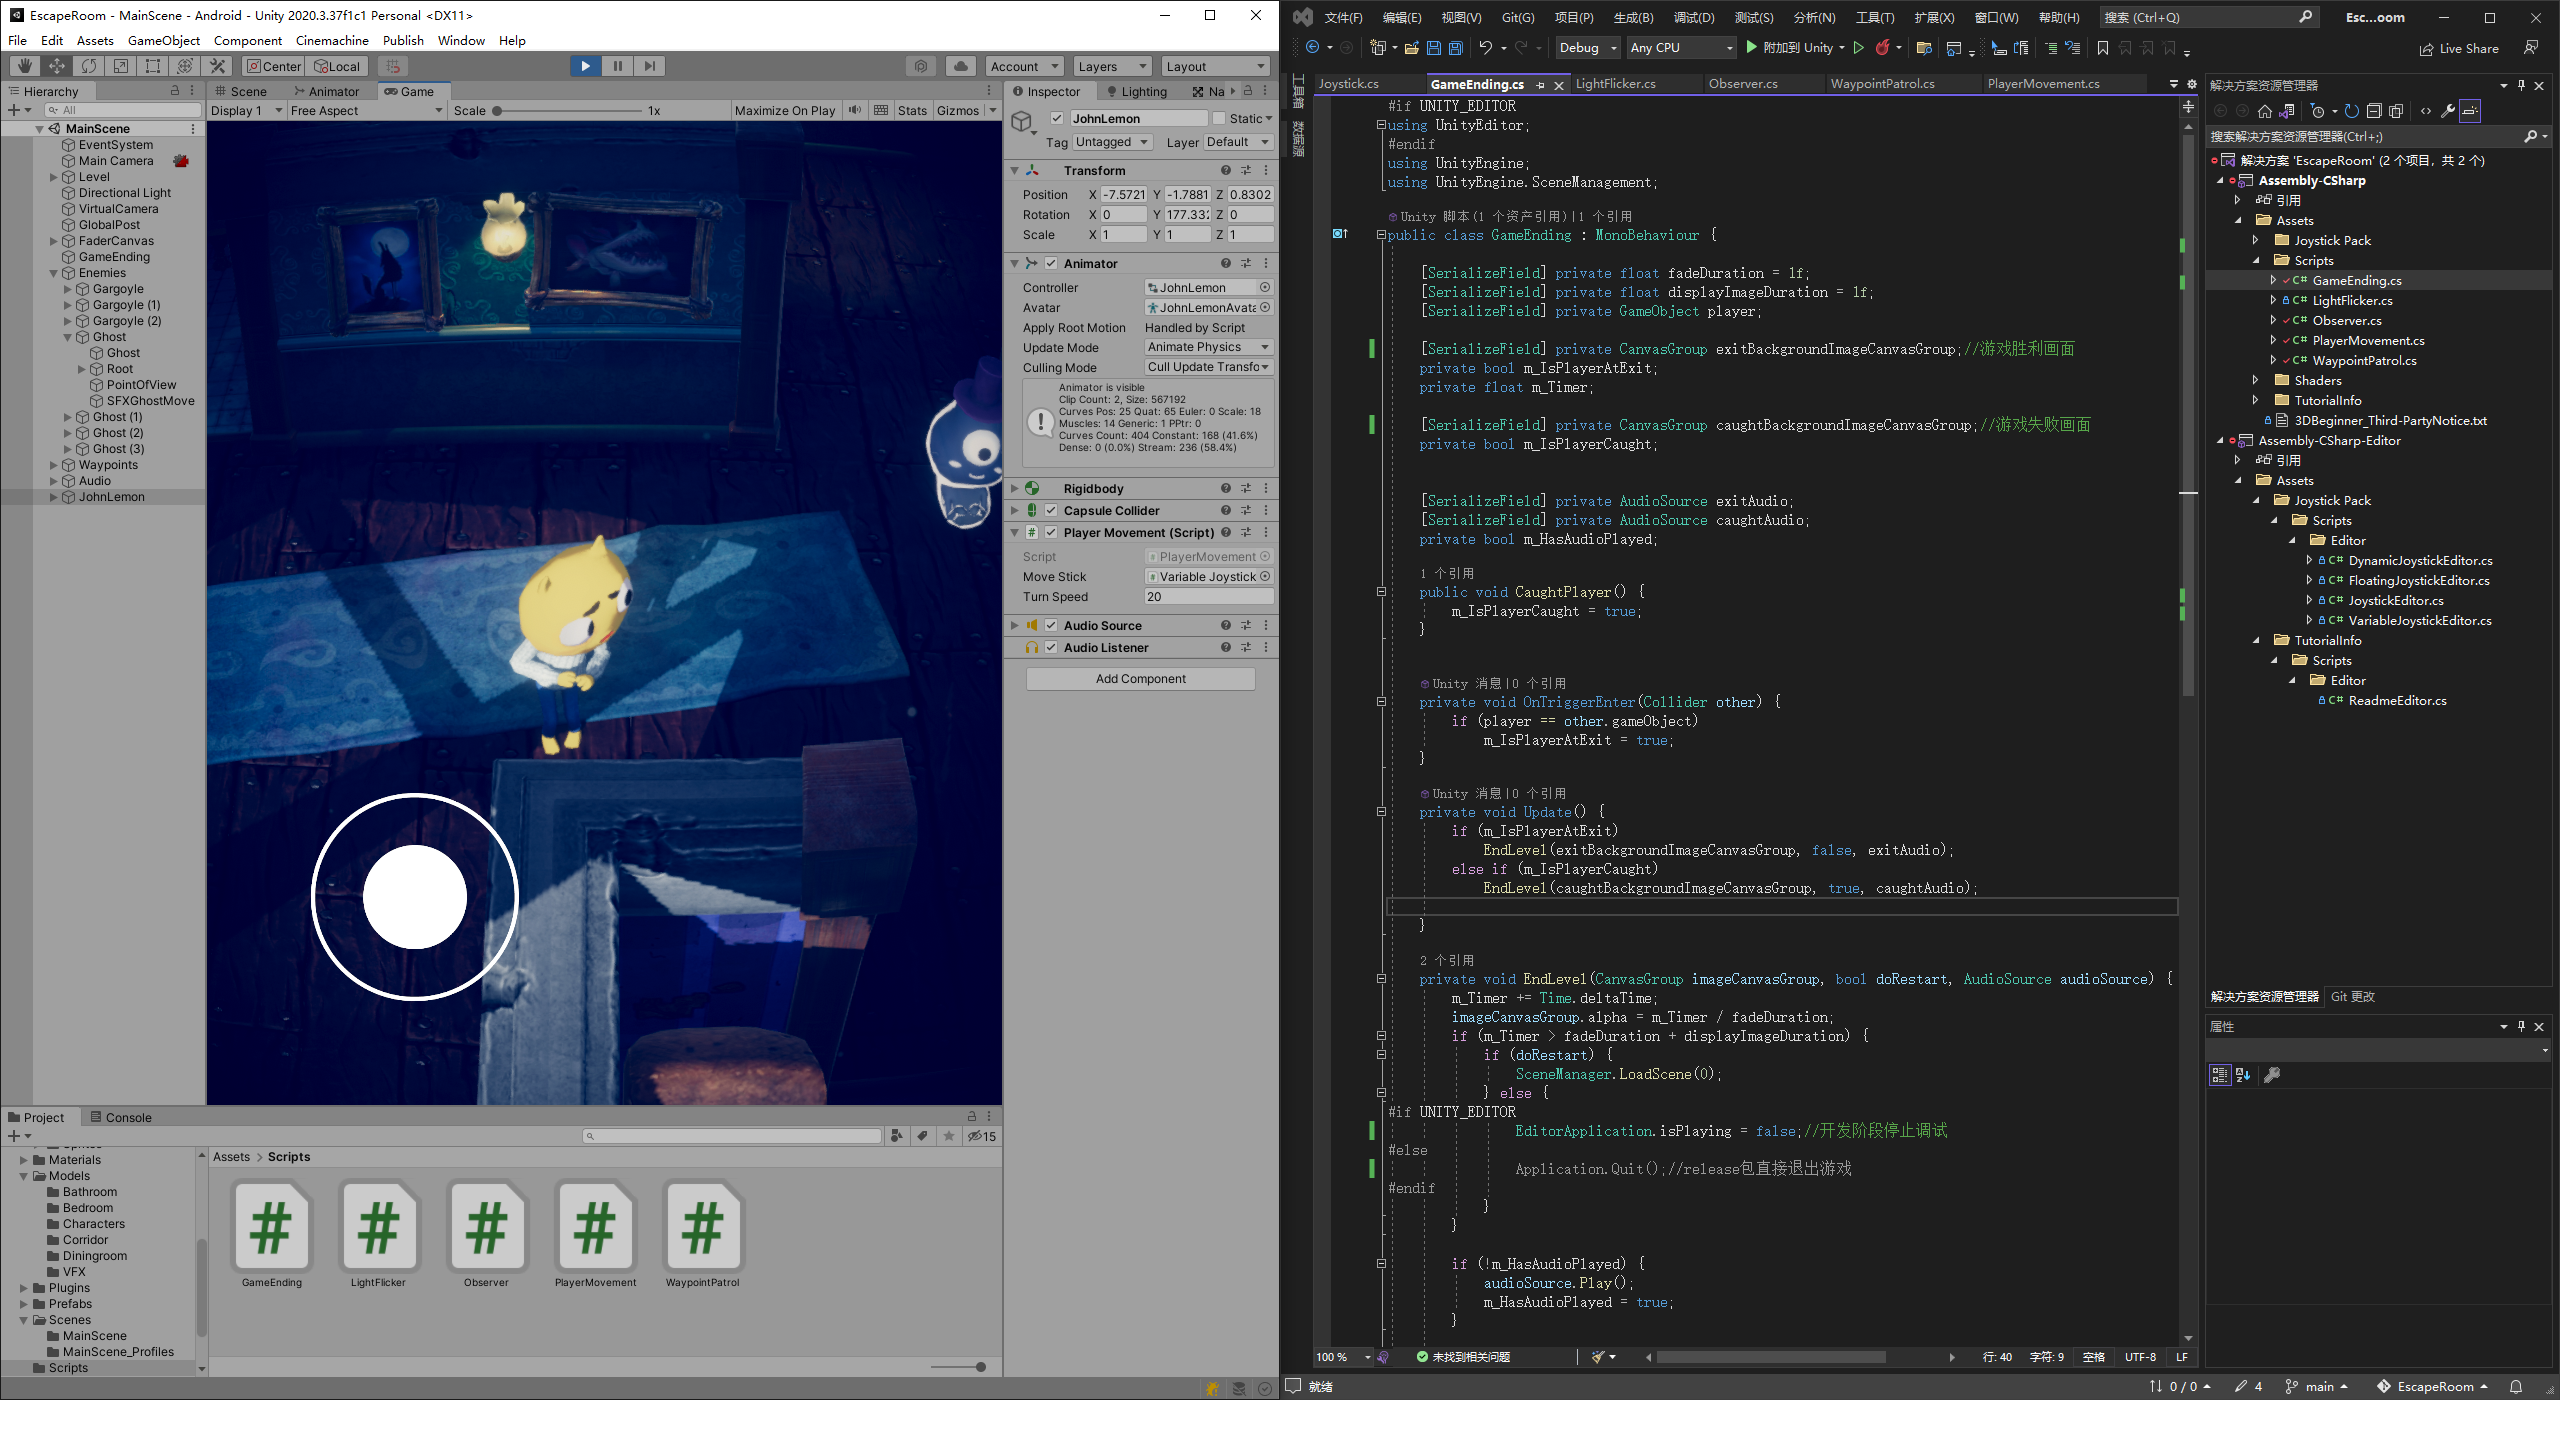 EscapeRoom - MainScene - Android - Unity 2020.3.37f1c1 Personal <DX11>
File Edit Assets GameObject Component Cinemachine Publish Window Help
Center Local Account Layers Layout
Hierarchy
All
MainScene
EventSystem
Main Camera
Level
Directional Light
VirtualCamera
GlobalPost
FaderCanvas
GameEnding
Enemies
Gargoyle
Gargoyle (1)
Gargoyle (2)
Ghost
Ghost
Root
PointOfView
SFXGhostMove
Ghost (1)
Ghost (2)
Ghost (3)
Waypoints
Audio
JohnLemon
Scene Animator Game
Display 1 Free Aspect Scale 1x Maximize On Play Stats Gizmos
Inspector Lighting Na
JohnLemon Static
Tag Untagged Layer Default
Transform
Position X -7.5721 Y -1.7881 Z 0.8302
Rotation X 0 Y 177.332 Z 0
Scale X 1 Y 1 Z 1
Animator
Controller JohnLemon
Avatar JohnLemonAvata
Apply Root Motion Handled by Script
Update Mode Animate Physics
Culling Mode Cull Update Transfo
Animator is visible
Clip Count: 2, Size: 567192
Curves Pos: 25 Quat: 65 Euler: 0 Scale: 18
Muscles: 14 Generic: 1 PPtr: 0
Curves Count: 404 Constant: 168 (41.6%)
Dense: 0 (0.0%) Stream: 236 (58.4%)
Rigidbody
Capsule Collider
Player Movement (Script)
Script PlayerMovement
Move Stick Variable Joystick
Turn Speed 20
Audio Source
Audio Listener
Add Component
Project Console
15
Materials
Models
Bathroom
Bedroom
Characters
Corridor
Diningroom
VFX
Plugins
Prefabs
Scenes
MainScene
MainScene_Profiles
Scripts
Assets > Scripts
GameEnding LightFlicker Observer PlayerMovement WaypointPatrol
文件(F) 编辑(E) 视图(V) Git(G) 项目(P) 生成(B) 调试(D) 测试(S) 分析(N) 工具(T) 扩展(X) 窗口(W) 帮助(H) 搜索 (Ctrl+Q) Esc...oom
Debug Any CPU 附加到 Unity Live Share
工具箱
数据源
Joystick.cs GameEnding.cs LightFlicker.cs Observer.cs WaypointPatrol.cs PlayerMovement.cs
#if UNITY_EDITOR
using UnityEditor;
#endif
using UnityEngine;
using UnityEngine.SceneManagement;
Unity 脚本(1 个资产引用)|1 个引用
public class GameEnding : MonoBehaviour {
[SerializeField] private float fadeDuration = 1f;
[SerializeField] private float displayImageDuration = 1f;
[SerializeField] private GameObject player;
[SerializeField] private CanvasGroup exitBackgroundImageCanvasGroup;//游戏胜利画面
private bool m_IsPlayerAtExit;
private float m_Timer;
[SerializeField] private CanvasGroup caughtBackgroundImageCanvasGroup;//游戏失败画面
private bool m_IsPlayerCaught;
[SerializeField] private AudioSource exitAudio;
[SerializeField] private AudioSource caughtAudio;
private bool m_HasAudioPlayed;
1 个引用
public void CaughtPlayer() {
m_IsPlayerCaught = true;
}
Unity 消息|0 个引用
private void OnTriggerEnter(Collider other) {
if (player == other.gameObject)
m_IsPlayerAtExit = true;
}
Unity 消息|0 个引用
private void Update() {
if (m_IsPlayerAtExit)
EndLevel(exitBackgroundImageCanvasGroup, false, exitAudio);
else if (m_IsPlayerCaught)
EndLevel(caughtBackgroundImageCanvasGroup, true, caughtAudio);
}
2 个引用
private void EndLevel(CanvasGroup imageCanvasGroup, bool doRestart, AudioSource audioSource) {
m_Timer += Time.deltaTime;
imageCanvasGroup.alpha = m_Timer / fadeDuration;
if (m_Timer > fadeDuration + displayImageDuration) {
if (doRestart) {
SceneManager.LoadScene(0);
} else {
#if UNITY_EDITOR
EditorApplication.isPlaying = false;//开发阶段停止调试
#else
Application.Quit();//release包直接退出游戏
#endif
}
}
if (!m_HasAudioPlayed) {
audioSource.Play();
m_HasAudioPlayed = true;
}
100 % 未找到相关问题 行: 40 字符: 9 空格 UTF-8 LF
解决方案资源管理器
搜索解决方案资源管理器(Ctrl+;)
解决方案 'EscapeRoom' (2 个项目，共 2 个)
Assembly-CSharp
引用
Assets
Joystick Pack
Scripts
C# GameEnding.cs
C# LightFlicker.cs
C# Observer.cs
C# PlayerMovement.cs
C# WaypointPatrol.cs
Shaders
TutorialInfo
3DBeginner_Third-PartyNotice.txt
Assembly-CSharp-Editor
引用
Assets
Joystick Pack
Scripts
Editor
C# DynamicJoystickEditor.cs
C# FloatingJoystickEditor.cs
C# JoystickEditor.cs
C# VariableJoystickEditor.cs
TutorialInfo
Scripts
Editor
C# ReadmeEditor.cs
解决方案资源管理器 Git 更改
属性
就绪 0 / 0 4 main EscapeRoom